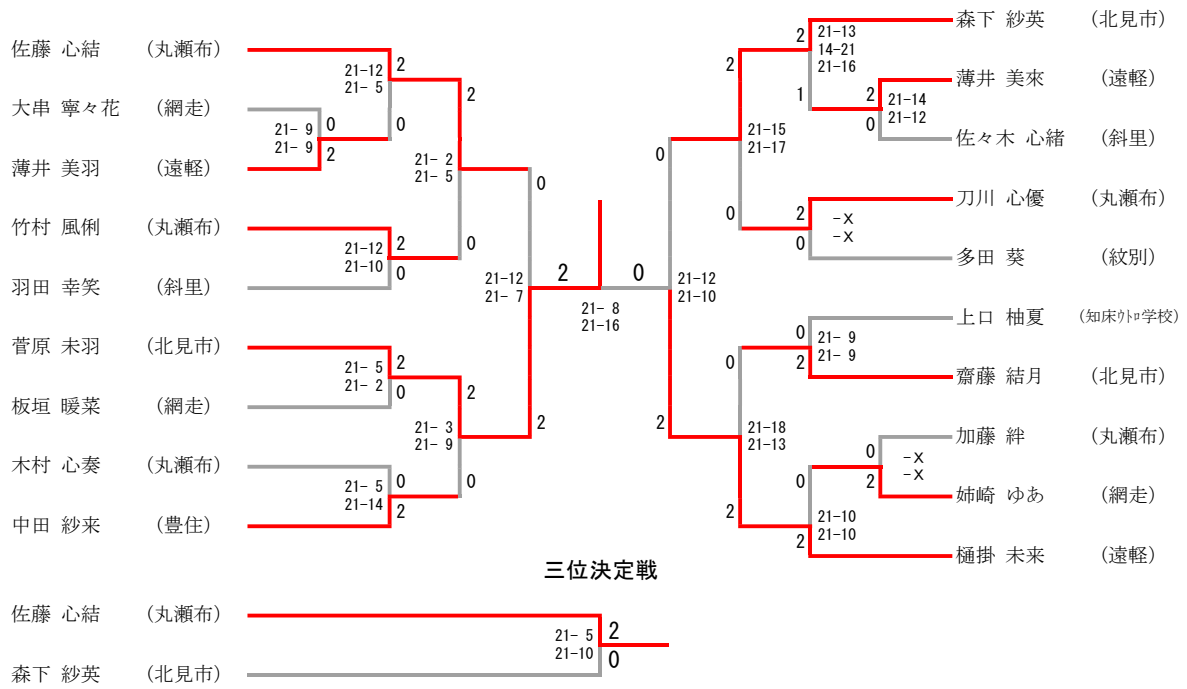 佐藤 心結 (丸瀬布)
2
21-12
21- 5
2
大串 寧々花 (網走)
0
21- 9
21- 9
0
薄井 美羽 (遠軽)
2
21- 2
21- 5
0
竹村 風俐 (丸瀬布)
2
0
21-12
21-10
羽田 幸笑 (斜里)
0
21-12
21- 7
2
0
21- 8
21-16
菅原 未羽 (北見市)
2
21- 5
21- 2
2
板垣 暖菜 (網走)
0
21- 3
21- 9
2
木村 心奏 (丸瀬布)
0
21- 5
21-14
0
中田 紗来 (豊住)
2
森下 紗英 (北見市)
2
21-13
14-21
21-16
2
薄井 美來 (遠軽)
1
2
21-14
21-12
佐々木 心緒 (斜里)
0
21-15
21-17
0
刀川 心優 (丸瀬布)
0
2
-X
-X
多田 葵 (紋別)
0
21-12
21-10
上口 柚夏 (知床ｳﾄﾛ学校)
0
21- 9
21- 9
0
齋藤 結月 (北見市)
2
加藤 絆 (丸瀬布)
2
21-18
21-13
0
-X
-X
姉崎 ゆあ (網走)
0
2
21-10
21-10
2
樋掛 未来 (遠軽)
2
三位決定戦
佐藤 心結 (丸瀬布)
21- 5
21-10
2
0
森下 紗英 (北見市)